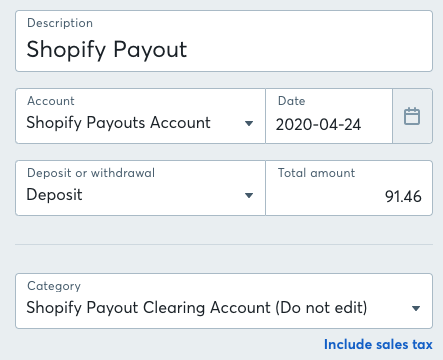 Description
Shopify Payout
Account
Shopify Payouts Account
Date
2020-04-24
Deposit or withdrawal
Deposit
Total amount
91.46
Category
Shopify Payout Clearing Account (Do not edit)
Include sales tax